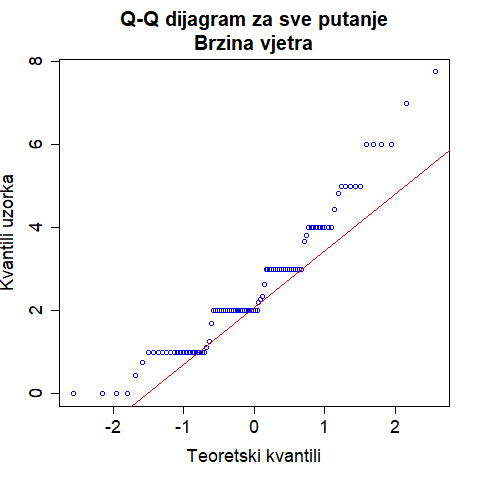 Q-Q dijagram za sve putanje
Brzina vjetra
Kvantili uzorka
8
6
4
2
0
-2
-1
0
1
2
Teoretski kvantili